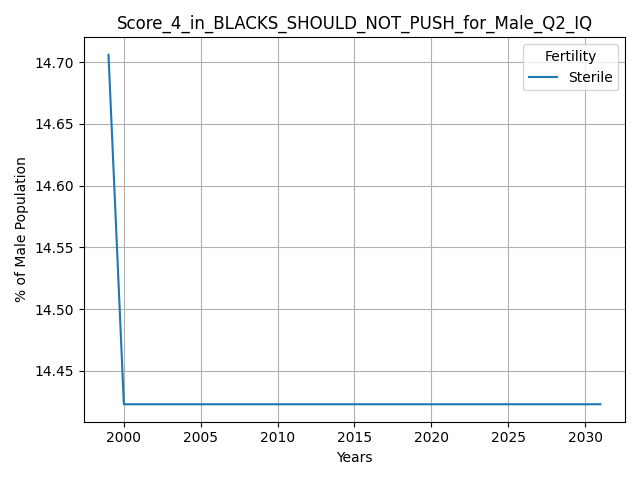 Score_4_in_BLACKS_SHOULD_NOT_PUSH_for_Male_Q2_IQ
Fertility
Sterile
14.70
14.65
14.60
14.55
14.50
14.45
% of Male Population
2000 2005 2010 2015 2020 2025 2030
Years